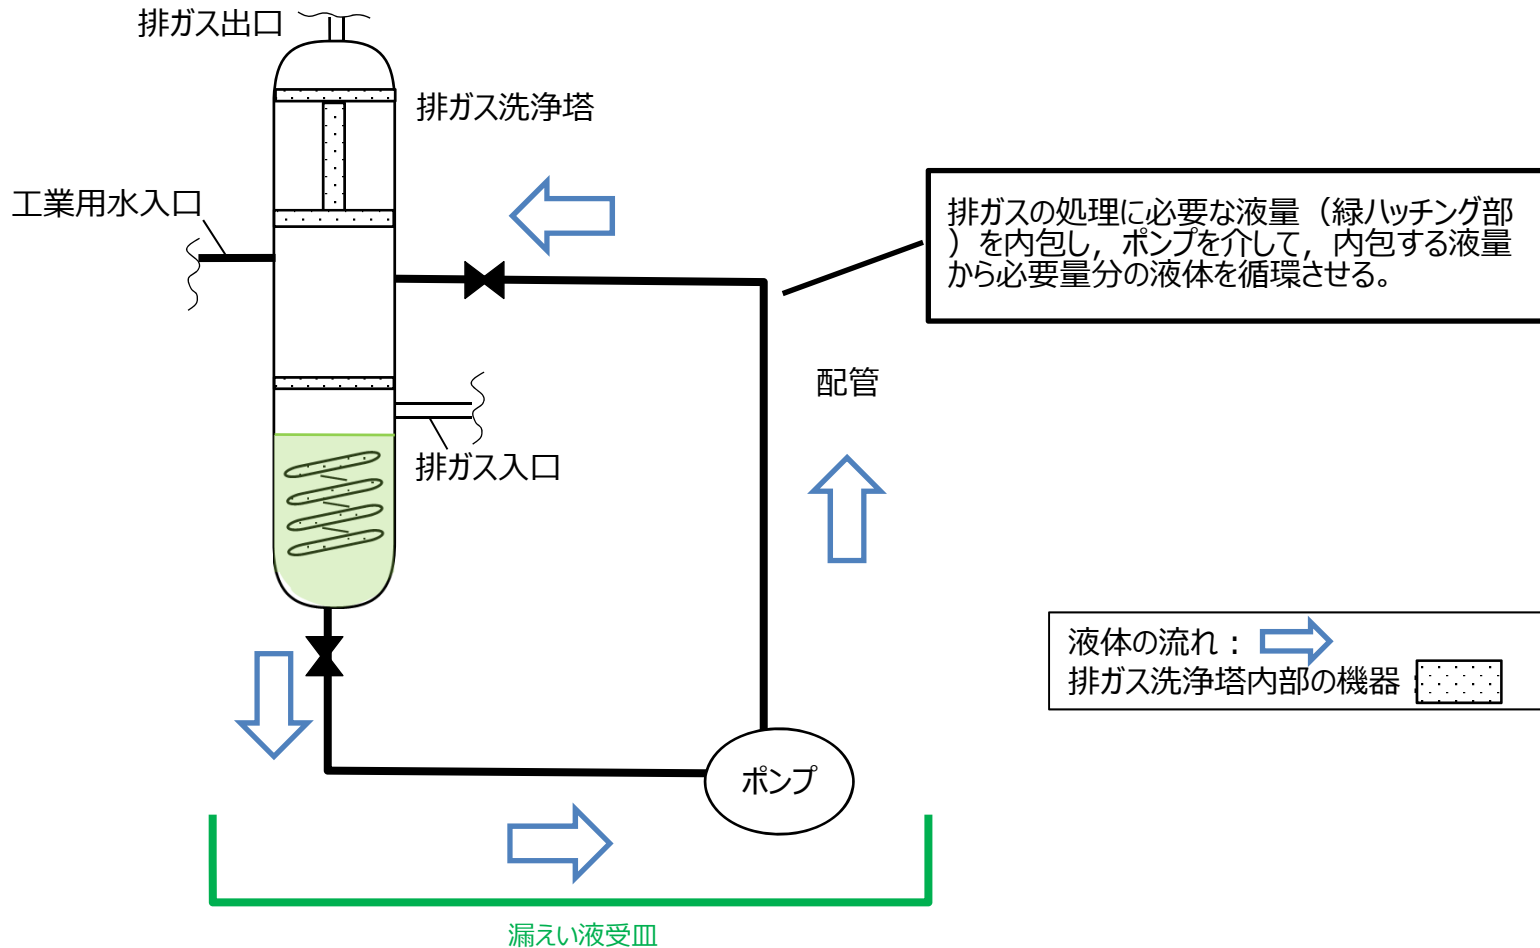 排ガス出口
排ガス洗浄塔
工業用水入口
排ガスの処理に必要な液量（緑ハッチング部
）を内包し，ポンプを介して，内包する液量
から必要量分の液体を循環させる。
配管
排ガス入口
液体の流れ：
排ガス洗浄塔内部の機器：
ポンプ
漏えい液受皿